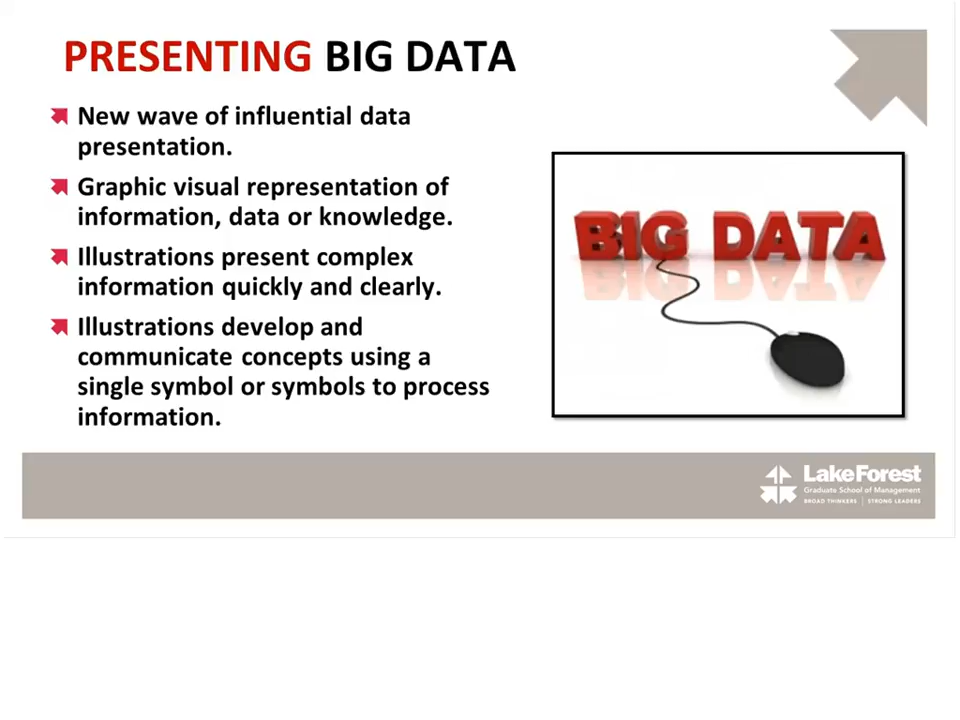 PRESENTING BIG DATA
New wave of influential data
presentation.
Graphic visual representation of
information, data or knowledge.
Illustrations present complex
information quickly and clearly.
Illustrations develop and
communicate concepts using a
single symbol or symbols to process
information.
BIG DATA
LakeForest
Graduate School of Management
BROAD THINKERS | STRONG LEADERS